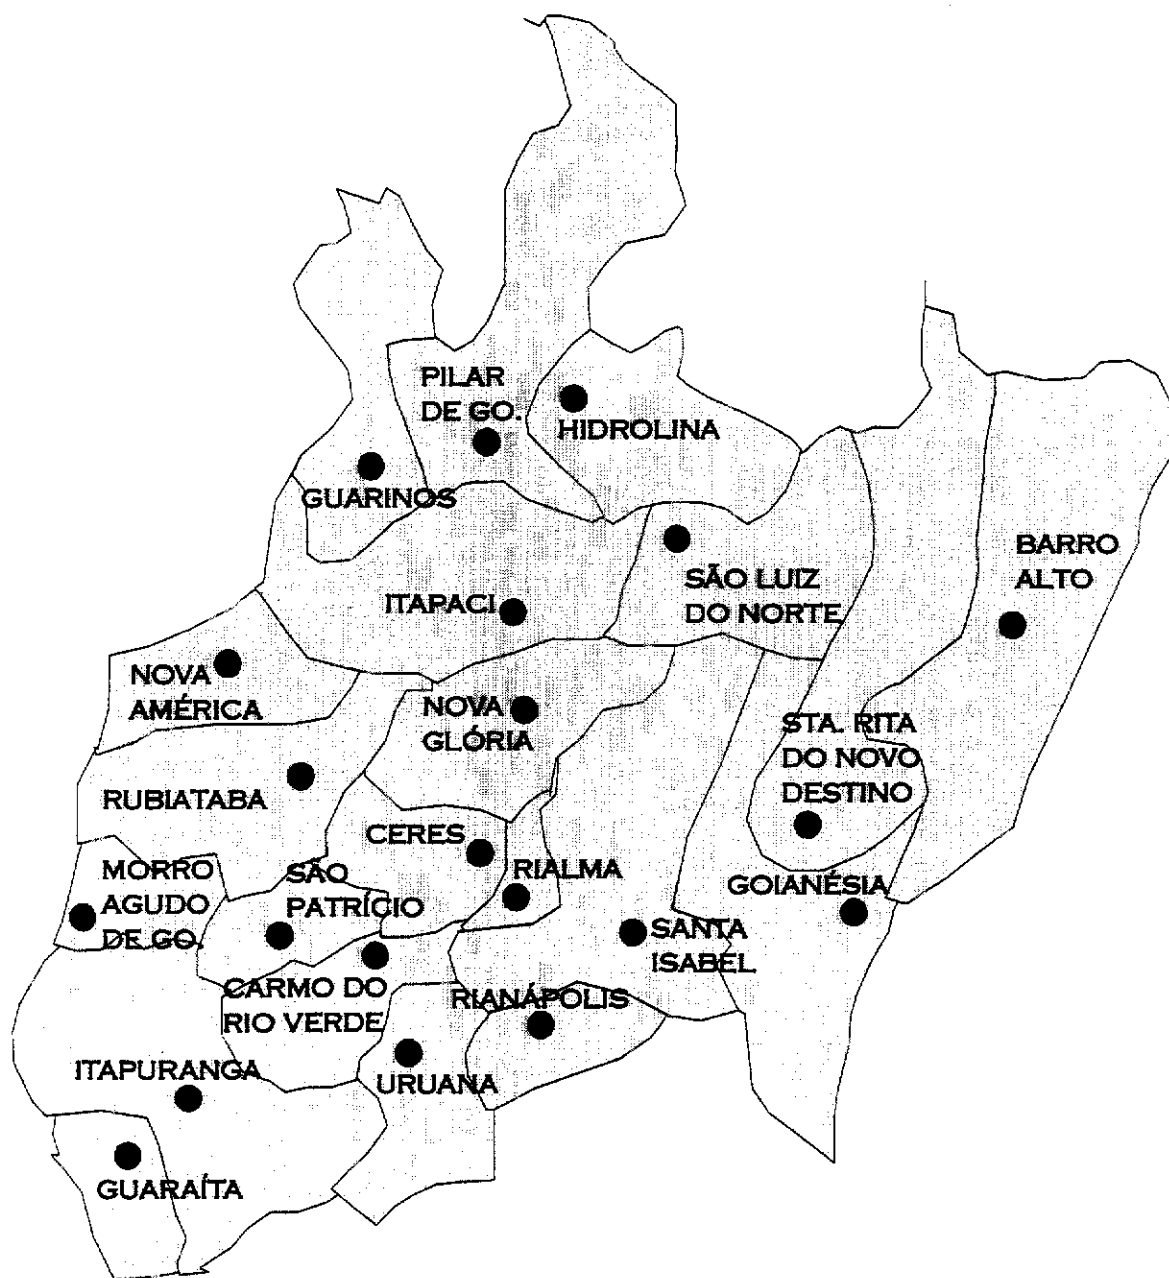 PILAR
DE GO.
HIDROLINA
GUARINOS
BARRO
ALTO
SÃO LUIZ
DO NORTE
ITAPACI
NOVA
AMÉRICA
NOVA
GLÓRIA
STA. RITA
DO NOVO
DESTINO
RUBIATABA
CERES
MORRO
AGUDO
DE GO.
SÃO
PATRÍCIO
RIALMA
GOIANÉSIA
SANTA
ISABEL
CARMO DO
RIO VERDE
RIANÁPOLIS
ITAPURANGA
URUANA
GUARAÍTA